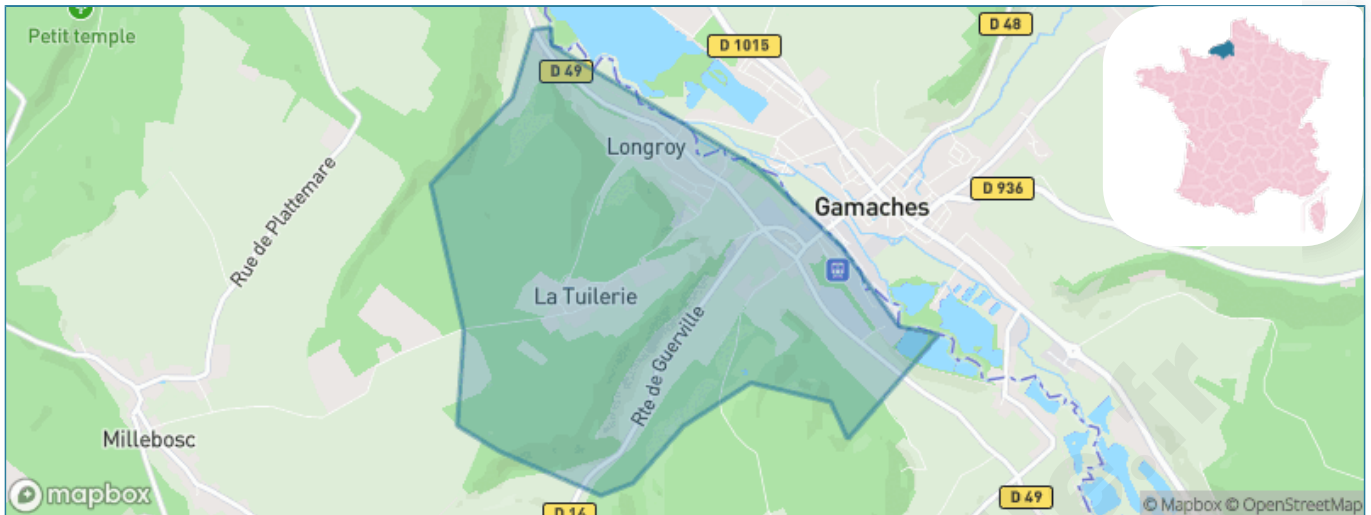 Petit temple
D 1015
D 48
D 49
Longroy
Rue de Plattemare
D 936
Gamaches
La Tuilerie
Rte de Guerville
Millebosc
mapbox
D 49
© Mapbox © OpenStreetMap
D 14